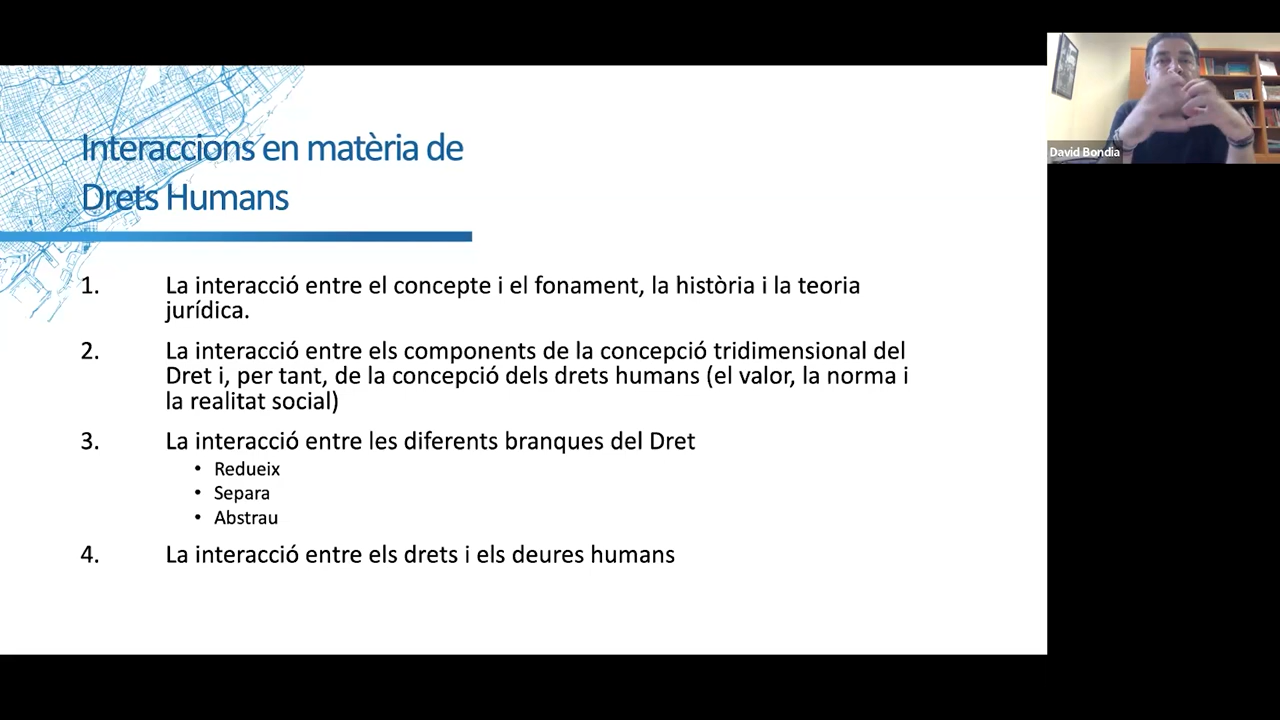 Interaccions en matèria de
Drets Humans
1. La interacció entre el concepte i el fonament, la història i la teoria
jurídica.
2. La interacció entre els components de la concepció tridimensional del
Dret i, per tant, de la concepció dels drets humans (el valor, la norma i
la realitat social)
3. La interacció entre les diferents branques del Dret
• Redueix
• Separa
• Abstrau
4. La interacció entre els drets i els deures humans
David Bondia